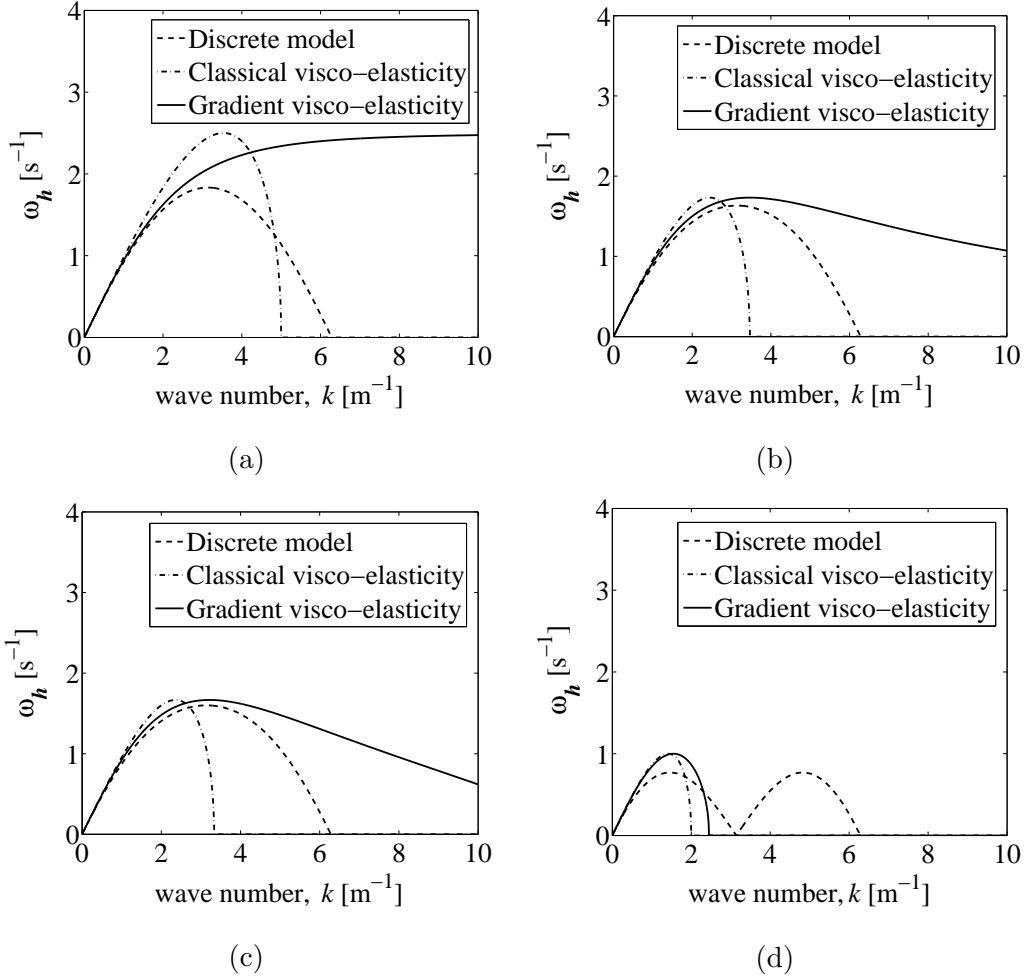 4
3
2
1
0
ω_h [s⁻¹]
Discrete model
Classical visco−elasticity
Gradient visco−elasticity
0 2 4 6 8 10
wave number, k [m⁻¹]
(a)
4
3
2
1
0
ω_h [s⁻¹]
Discrete model
Classical visco−elasticity
Gradient visco−elasticity
0 2 4 6 8 10
wave number, k [m⁻¹]
(b)
4
3
2
1
0
ω_h [s⁻¹]
Discrete model
Classical visco−elasticity
Gradient visco−elasticity
0 2 4 6 8 10
wave number, k [m⁻¹]
(c)
4
3
2
1
0
ω_h [s⁻¹]
Discrete model
Classical visco−elasticity
Gradient visco−elasticity
0 2 4 6 8 10
wave number, k [m⁻¹]
(d)